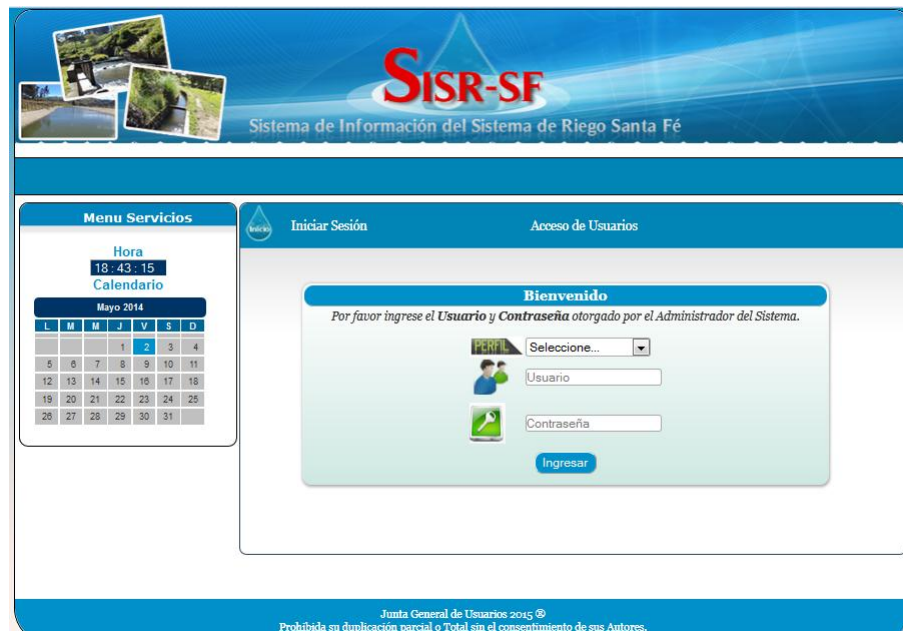 SISR-SF
Sistema de Información del Sistema de Riego Santa Fé
Menu Servicios
Hora
18 : 43 : 15
Calendario
Mayo 2014
L M M J V S D
1 2 3 4
5 6 7 8 9 10 11
12 13 14 15 16 17 18
19 20 21 22 23 24 25
26 27 28 29 30 31
Inicio
Iniciar Sesión
Acceso de Usuarios
Bienvenido
Por favor ingrese el Usuario y Contraseña otorgado por el Administrador del Sistema.
PERFIL Seleccione...
Usuario
Contraseña
Ingresar
Junta General de Usuarios 2015 ®
Prohibida su duplicación parcial o Total sin el consentimiento de sus Autores.